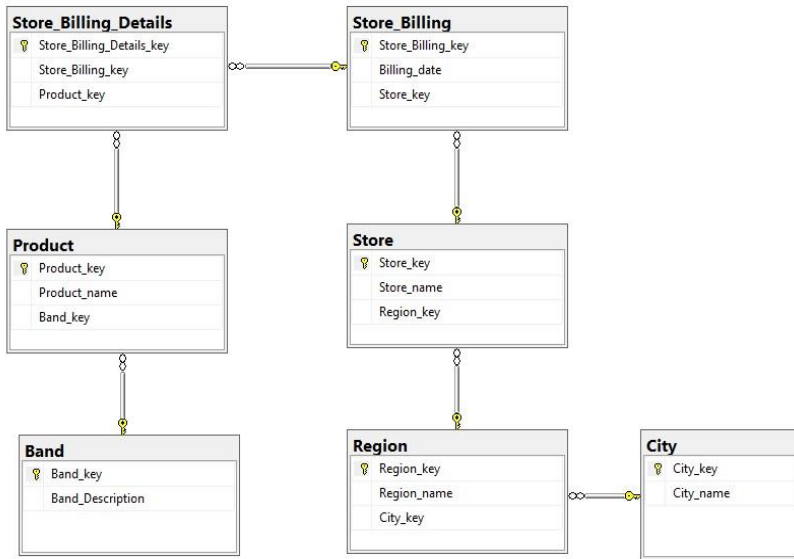 Store_Billing_Details
Store_Billing_Details_key
Store_Billing_key
Product_key
Store_Billing
Store_Billing_key
Billing_date
Store_key
Product
Product_key
Product_name
Band_key
Store
Store_key
Store_name
Region_key
Band
Band_key
Band_Description
Region
Region_key
Region_name
City_key
City
City_key
City_name